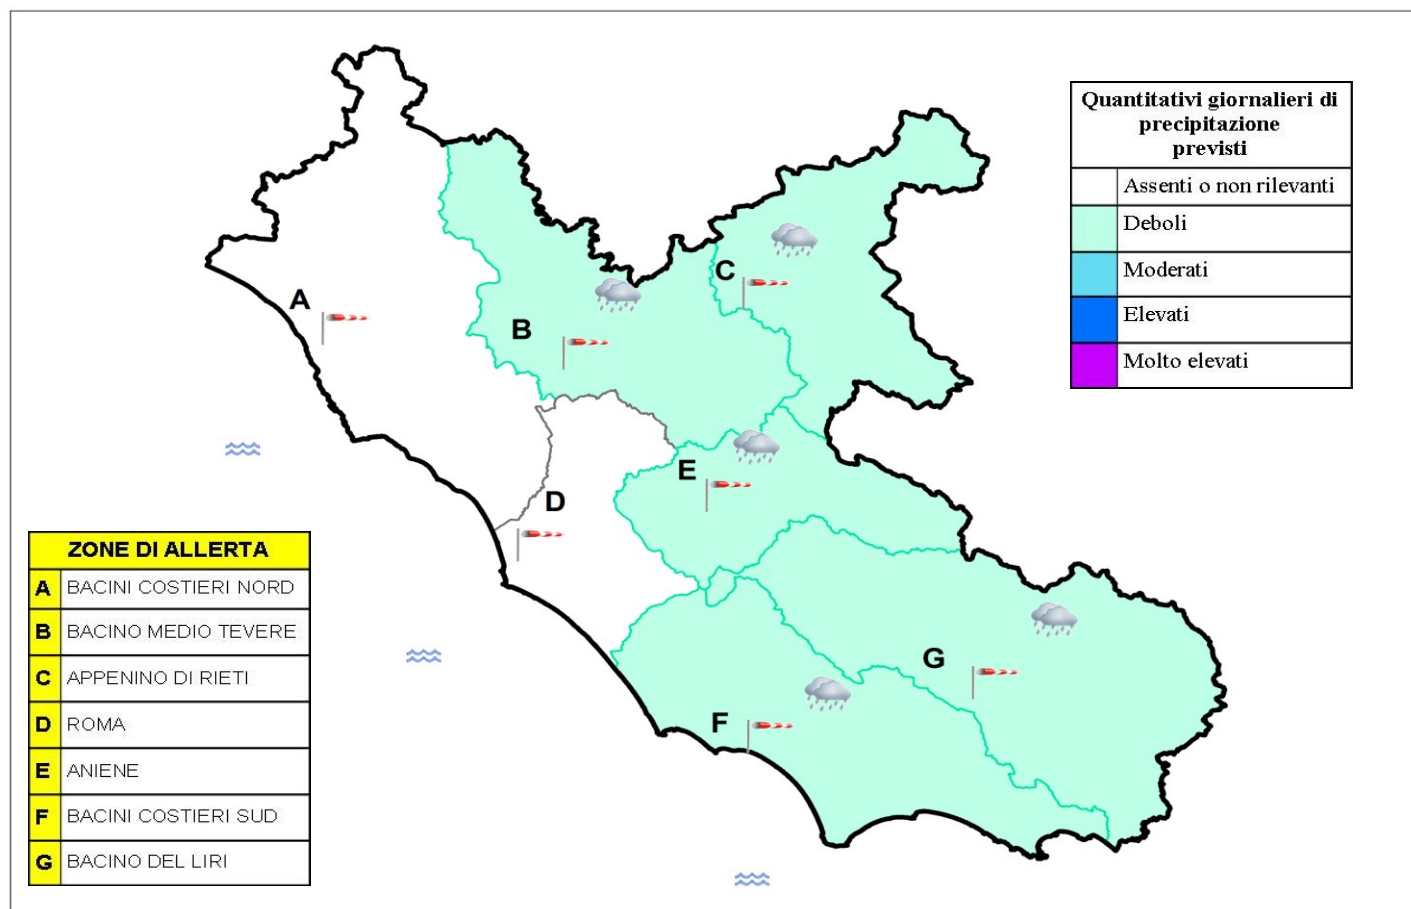 Quantitativi giornalieri di
precipitazione
previsti
Assenti o non rilevanti
Deboli
Moderati
Elevati
Molto elevati
C
A
B
E
D
G
F
ZONE DI ALLERTA
A BACINI COSTIERI NORD
B BACINO MEDIO TEVERE
C APPENINO DI RIETI
D ROMA
E ANIENE
F BACINI COSTIERI SUD
G BACINO DEL LIRI